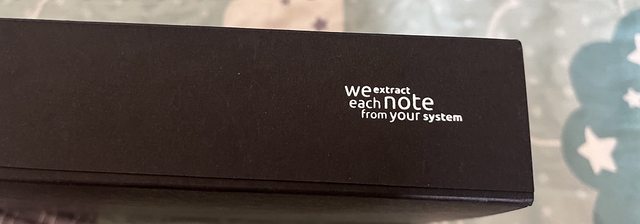 we extract
each note
from your system